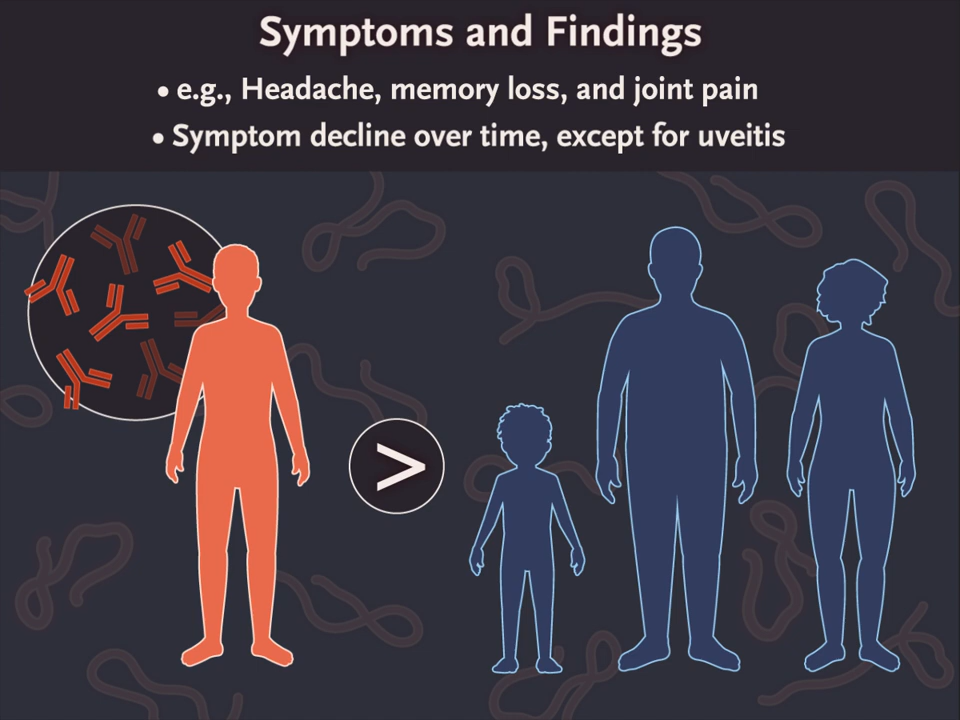 Symptoms and Findings
• e.g., Headache, memory loss, and joint pain
• Symptom decline over time, except for uveitis
>